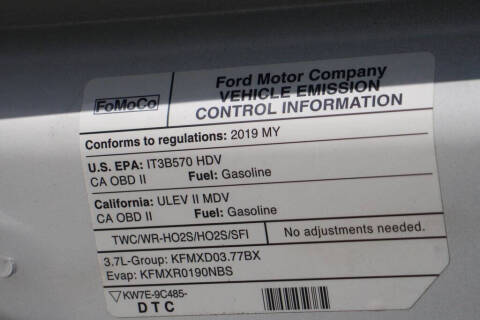 FoMoCo
Ford Motor Company
VEHICLE EMISSION
CONTROL INFORMATION
Conforms to regulations: 2019 MY
U.S. EPA: IT3B570 HDV
CA OBD II Fuel: Gasoline
California: ULEV II MDV
CA OBD II Fuel: Gasoline
TWC/WR-HO2S/HO2S/SFI No adjustments needed.
3.7L-Group: KFMXD03.77BX
Evap: KFMXR0190NBS
KW7E-9C485-
DTC